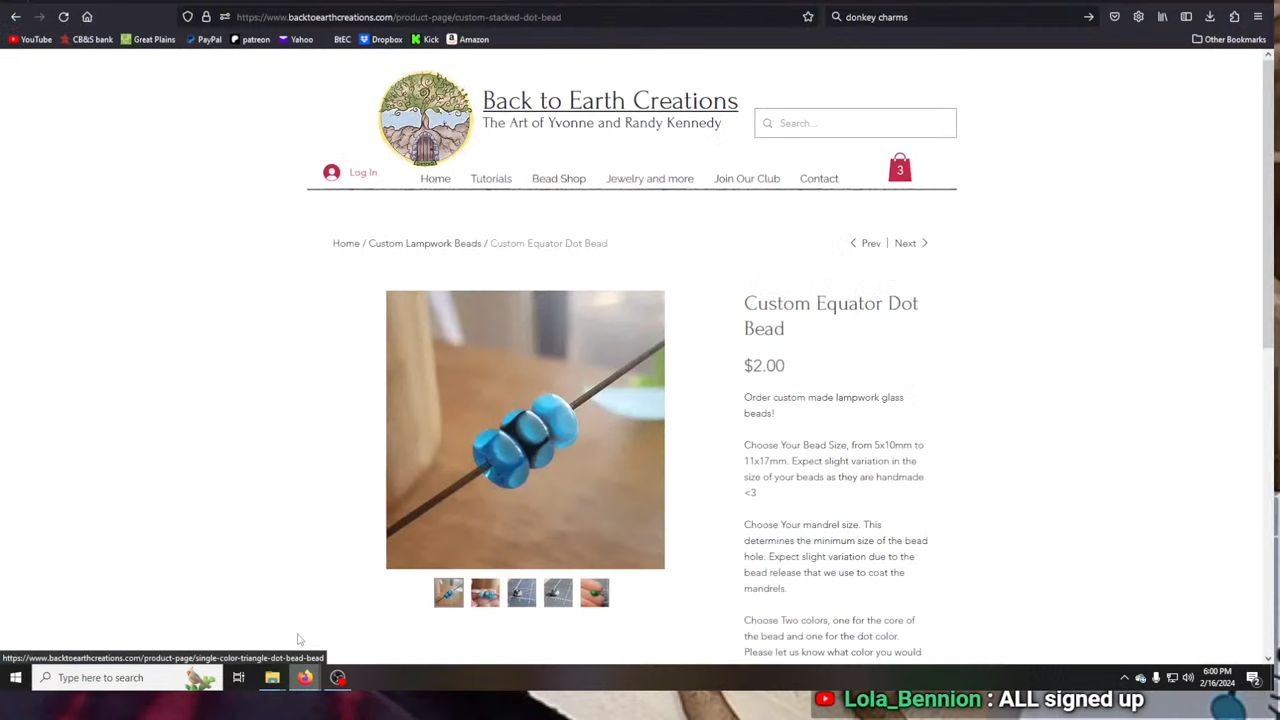 https://www.backtoearthcreations.com/product-page/custom-stacked-dot-bead
donkey charms
YouTube
CB&S bank
Great Plains
PayPal
patreon
Yahoo
BtEC
Dropbox
Kick
Amazon
Other Bookmarks
Back to Earth Creations
The Art of Yvonne and Randy Kennedy
Search...
Log In
Home
Tutorials
Bead Shop
Jewelry and more
Join Our Club
Contact
3
Home / Custom Lampwork Beads / Custom Equator Dot Bead
Prev | Next
Custom Equator Dot
Bead
$2.00
Order custom made lampwork glass
beads!
Choose Your Bead Size, from 5x10mm to
11x17mm. Expect slight variation in the
size of your beads as they are handmade
<3
Choose Your mandrel size. This
determines the minimum size of the bead
hole. Expect slight variation due to the
bead release that we use to coat the
mandrels.
Choose Two colors, one for the core of
the bead and one for the dot color.
Please let us know what color you would
https://www.backtoearthcreations.com/product-page/single-color-triangle-dot-bead-bead
Type here to search
6:00 PM
2/16/2024
2
Lola_Bennion : ALL signed up